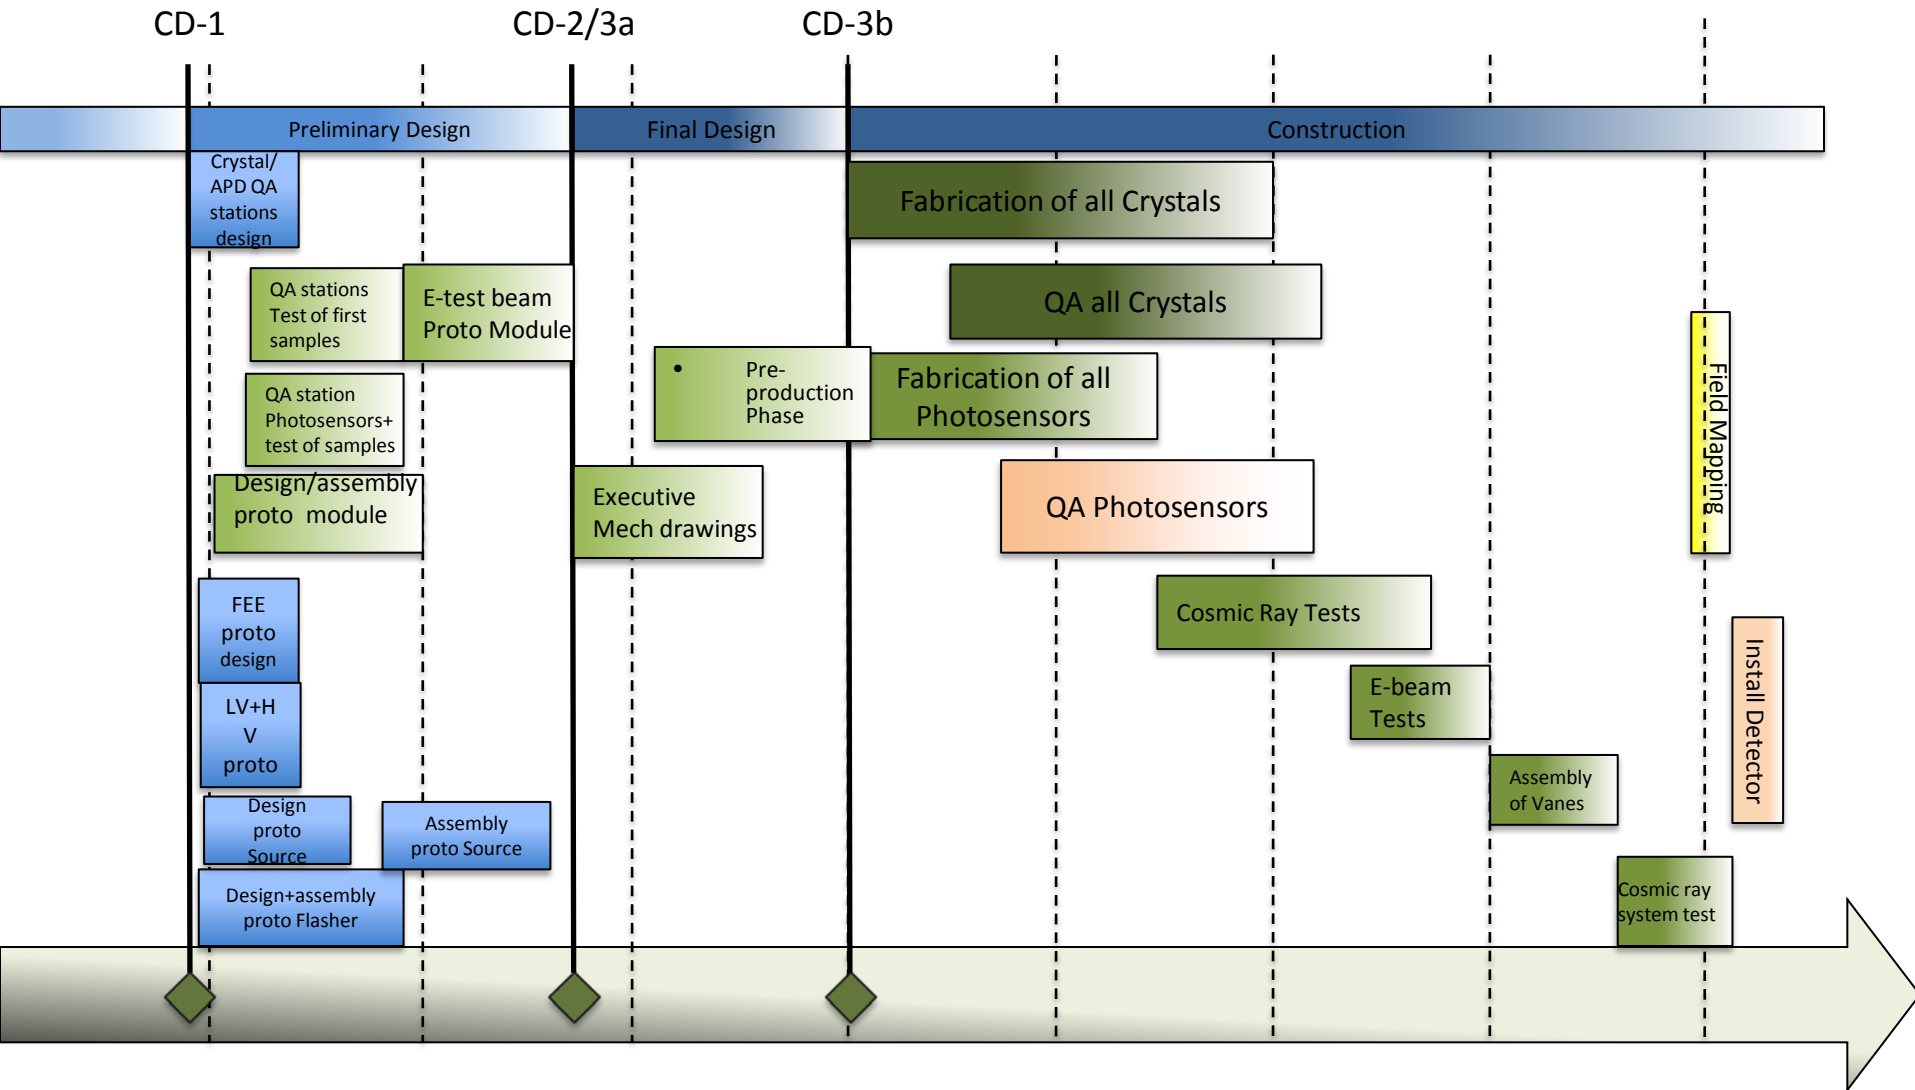 CD-1
CD-2/3a
CD-3b
Preliminary Design
Final Design
Construction
Crystal/
APD QA
stations
design
Fabrication of all Crystals
QA stations
Test of first
samples
E-test beam
Proto Module
QA all Crystals
• Pre-
production
Phase
Fabrication of all
Photosensors
Field Mapping
QA station
Photosensors+
test of samples
Design/assembly
proto module
Executive
Mech drawings
QA Photosensors
FEE
proto
design
Cosmic Ray Tests
Install Detector
LV+H
V
proto
E-beam
Tests
Design
proto
Source
Assembly
proto Source
Assembly
of Vanes
Design+assembly
proto Flasher
Cosmic ray
system test